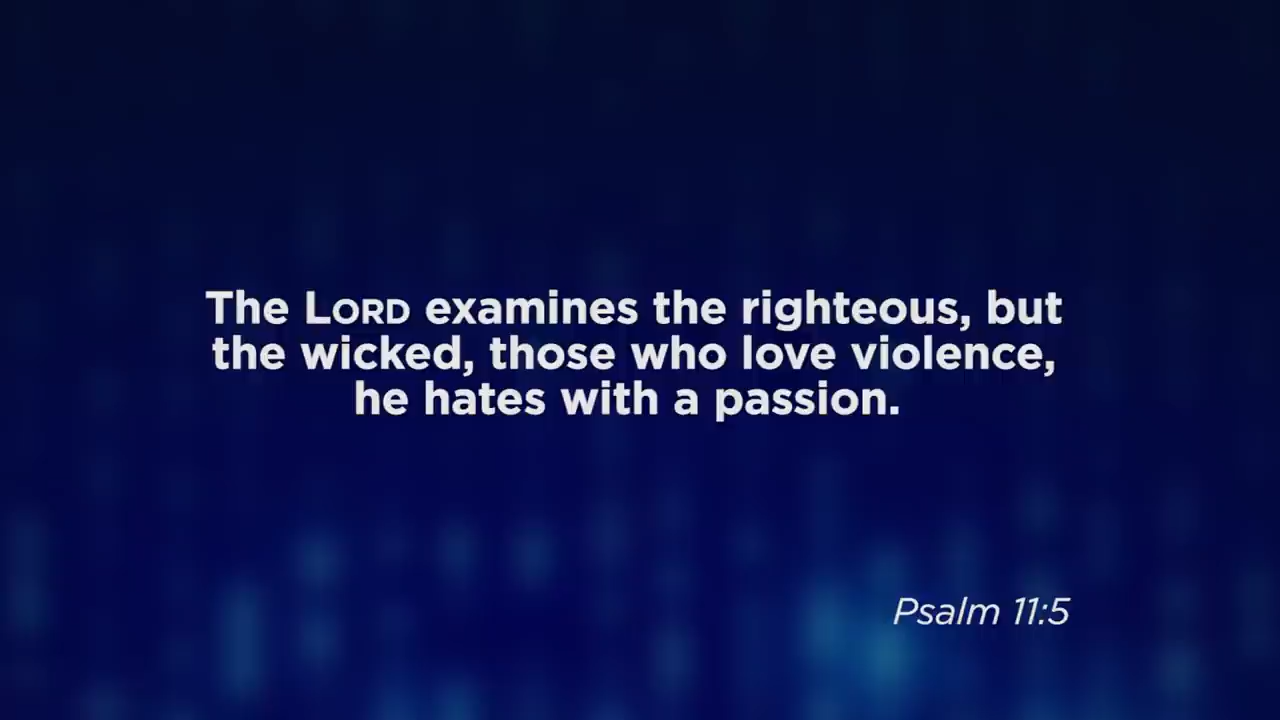 The LORD examines the righteous, but
the wicked, those who love violence,
he hates with a passion.
Psalm 11:5